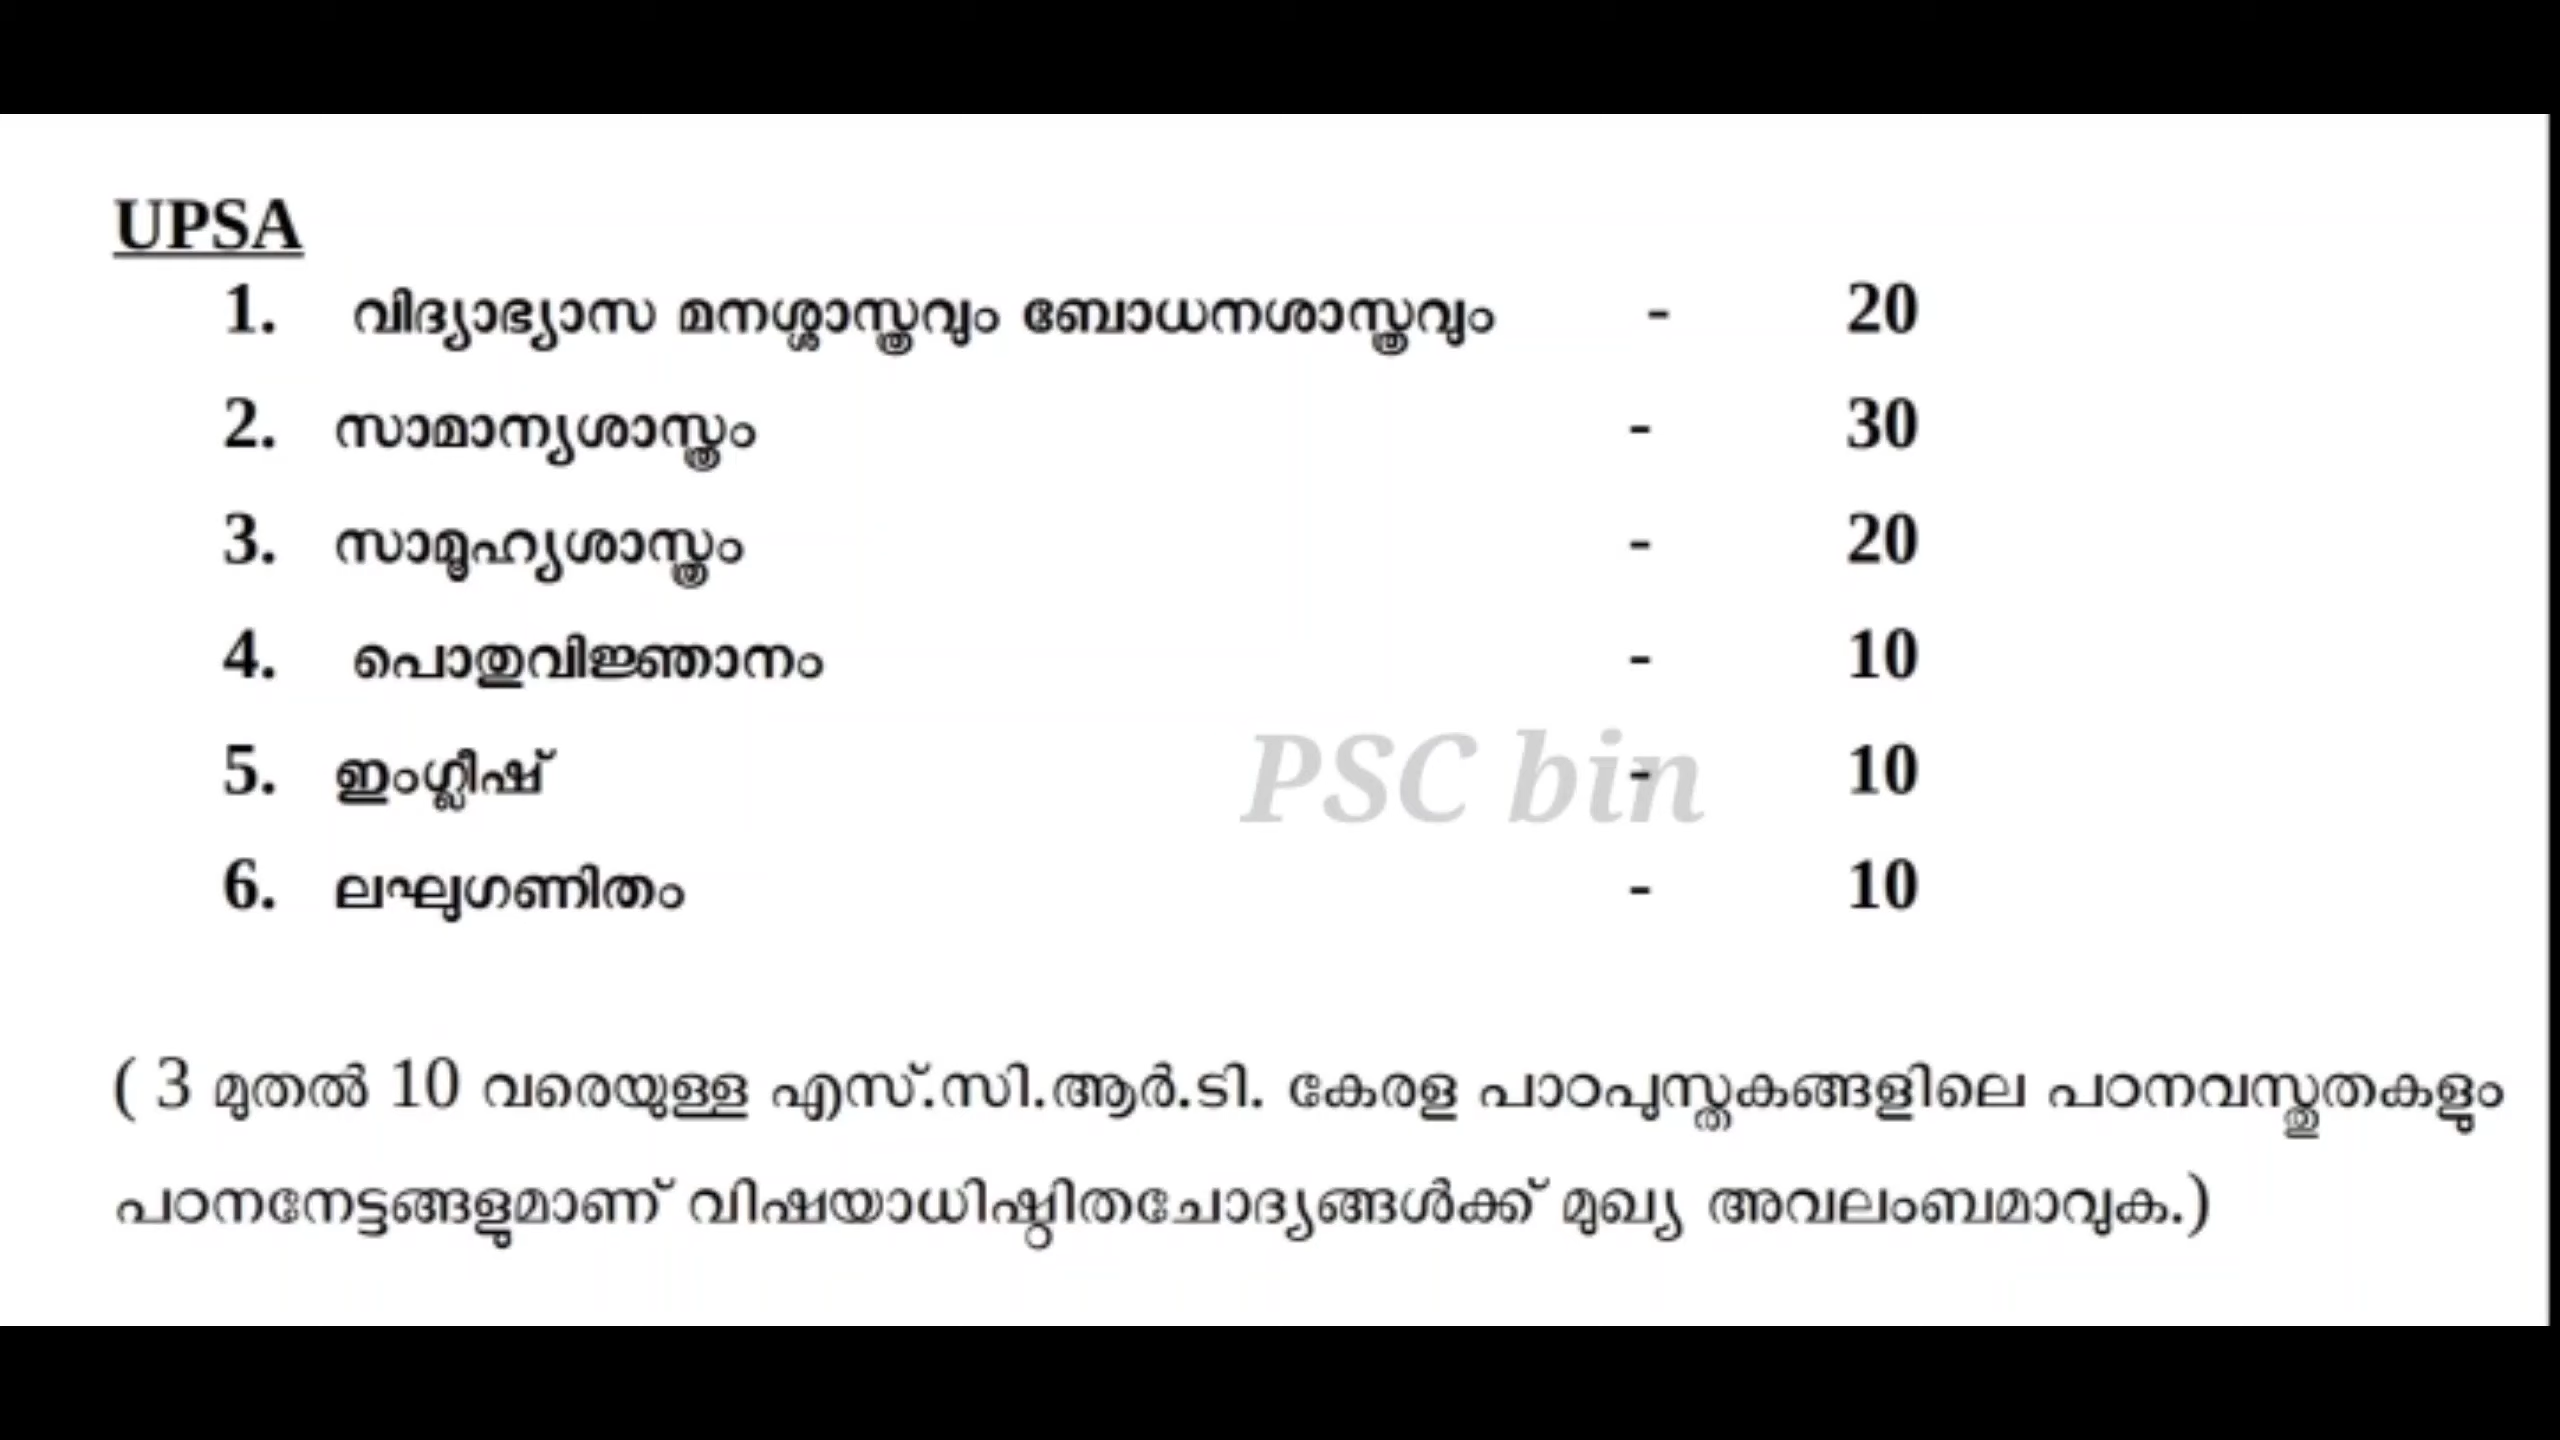 UPSA
1. വിദ്യാഭ്യാസ മനശ്ശാസ്ത്രവും ബോധനശാസ്ത്രവും - 20
2. സാമാന്യശാസ്ത്രം - 30
3. സാമൂഹ്യശാസ്ത്രം - 20
4. പൊതുവിജ്ഞാനം - 10
5. ഇംഗ്ലീഷ് - 10
PSC bin
6. ലഘുഗണിതം - 10
( 3 മുതൽ 10 വരെയുള്ള എസ്.സി.ആർ.ടി. കേരള പാഠപുസ്തകങ്ങളിലെ പഠനവസ്തുതകളും
പഠനനേട്ടങ്ങളുമാണ് വിഷയാധിഷ്ഠിതചോദ്യങ്ങൾക്ക് മുഖ്യ അവലംബമാവുക.)